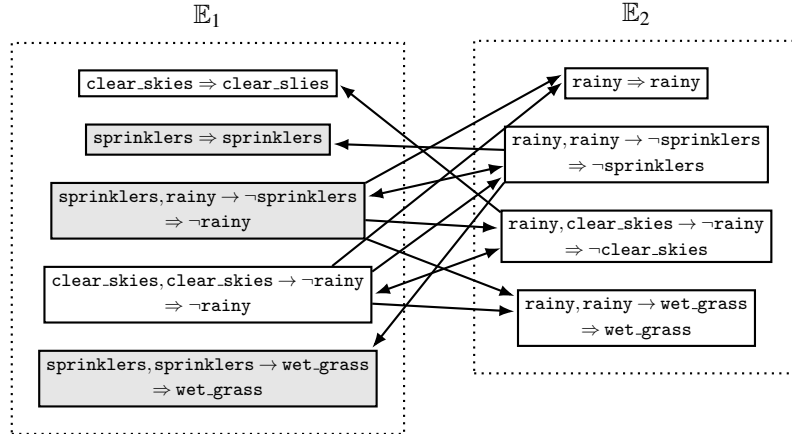 𝔼₁
clear_skies ⇒ clear_slies
sprinklers ⇒ sprinklers
sprinklers, rainy → ¬sprinklers
⇒ ¬rainy
clear_skies, clear_skies → ¬rainy
⇒ ¬rainy
sprinklers, sprinklers → wet_grass
⇒ wet_grass
𝔼₂
rainy ⇒ rainy
rainy, rainy → ¬sprinklers
⇒ ¬sprinklers
rainy, clear_skies → ¬rainy
⇒ ¬clear_skies
rainy, rainy → wet_grass
⇒ wet_grass